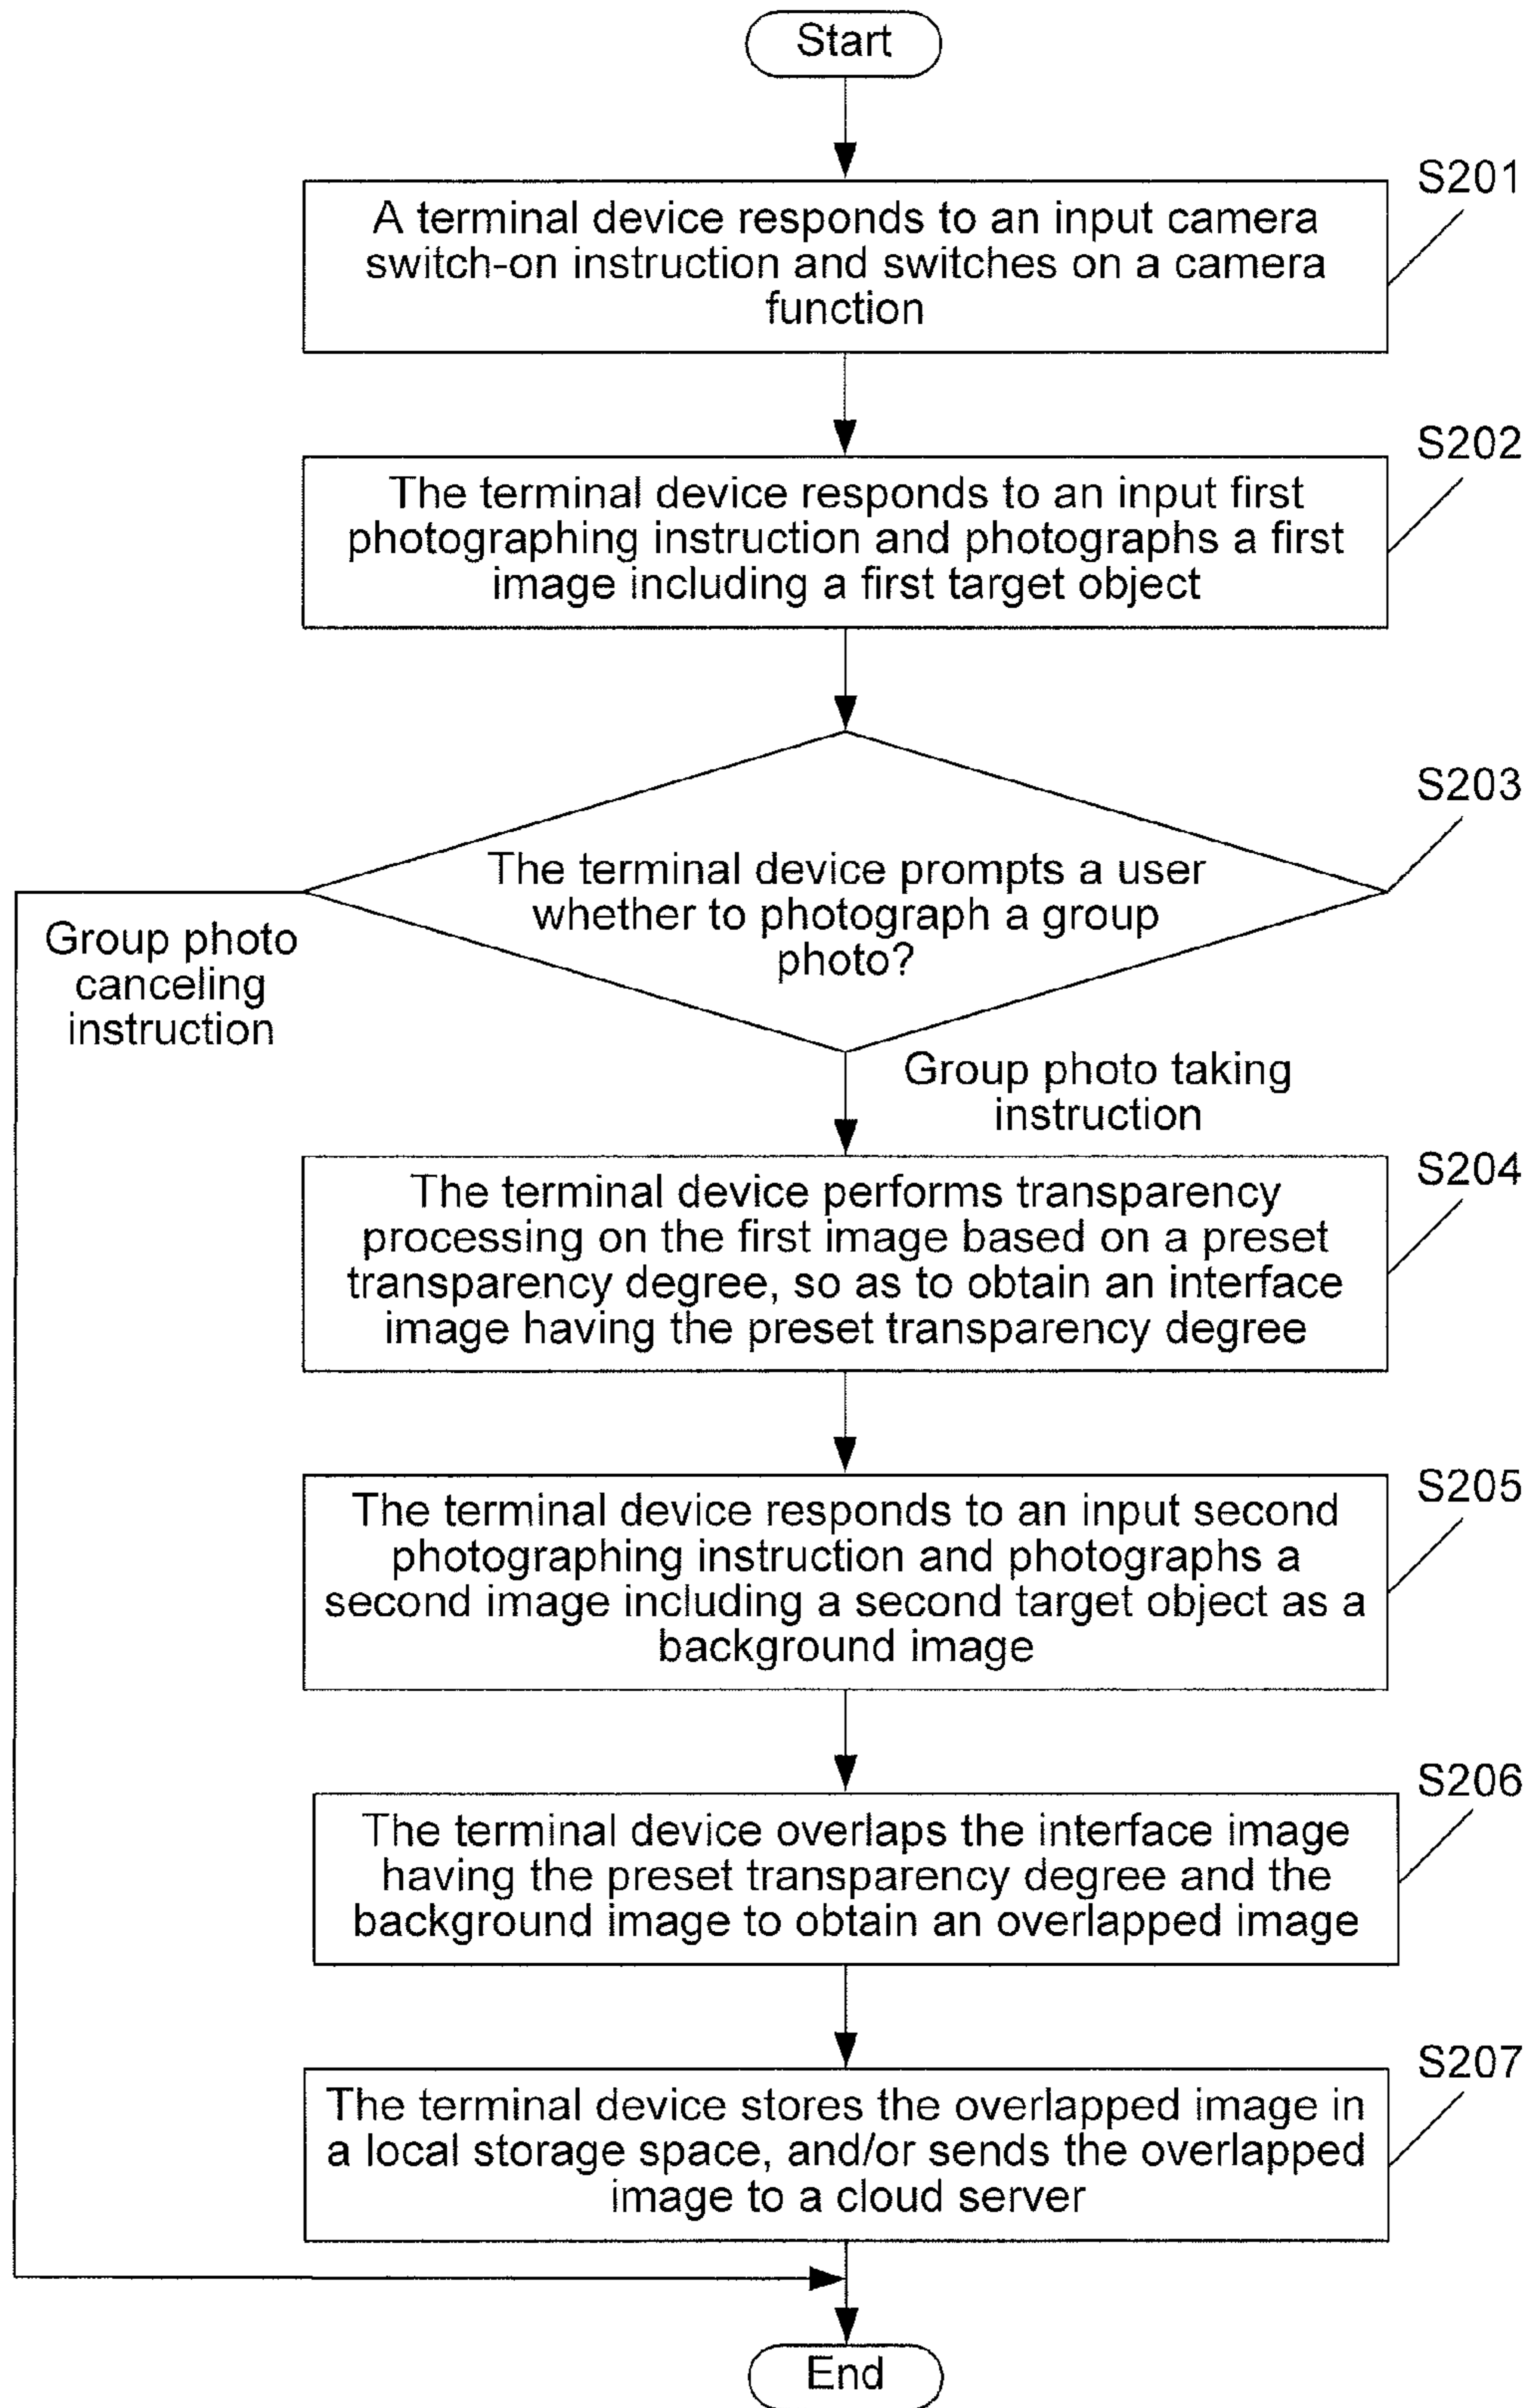 Start
S201
A terminal device responds to an input camera
switch-on instruction and switches on a camera
function
S202
The terminal device responds to an input first
photographing instruction and photographs a first
image including a first target object
S203
The terminal device prompts a user
whether to photograph a group
photo?
Group photo
canceling
instruction
Group photo taking
instruction
S204
The terminal device performs transparency
processing on the first image based on a preset
transparency degree, so as to obtain an interface
image having the preset transparency degree
S205
The terminal device responds to an input second
photographing instruction and photographs a
second image including a second target object as a
background image
S206
The terminal device overlaps the interface image
having the preset transparency degree and the
background image to obtain an overlapped image
S207
The terminal device stores the overlapped image in
a local storage space, and/or sends the overlapped
image to a cloud server
End